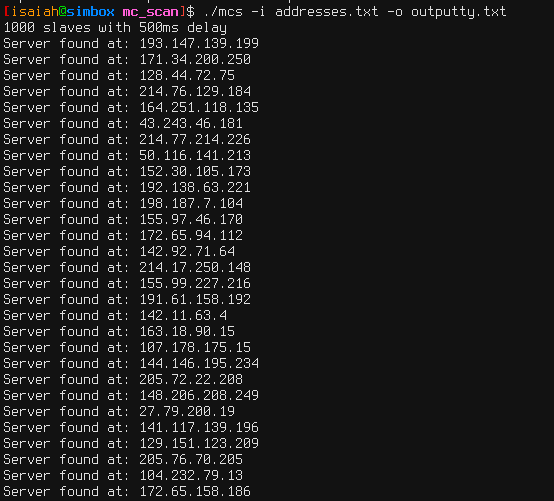 [isaiah@simbox mc_scan]$ ./mcs -i addresses.txt -o outputty.txt
1000 slaves with 500ms delay
Server found at: 193.147.139.199
Server found at: 171.34.200.250
Server found at: 128.44.72.75
Server found at: 214.76.129.184
Server found at: 164.251.118.135
Server found at: 43.243.46.181
Server found at: 214.77.214.226
Server found at: 50.116.141.213
Server found at: 152.30.105.173
Server found at: 192.138.63.221
Server found at: 198.187.7.104
Server found at: 155.97.46.170
Server found at: 172.65.94.112
Server found at: 142.92.71.64
Server found at: 214.17.250.148
Server found at: 155.99.227.216
Server found at: 191.61.158.192
Server found at: 142.11.63.4
Server found at: 163.18.90.15
Server found at: 107.178.175.15
Server found at: 144.146.195.234
Server found at: 205.72.22.208
Server found at: 148.206.208.249
Server found at: 27.79.200.19
Server found at: 141.117.139.196
Server found at: 129.151.123.209
Server found at: 205.76.70.205
Server found at: 104.232.79.13
Server found at: 172.65.158.186